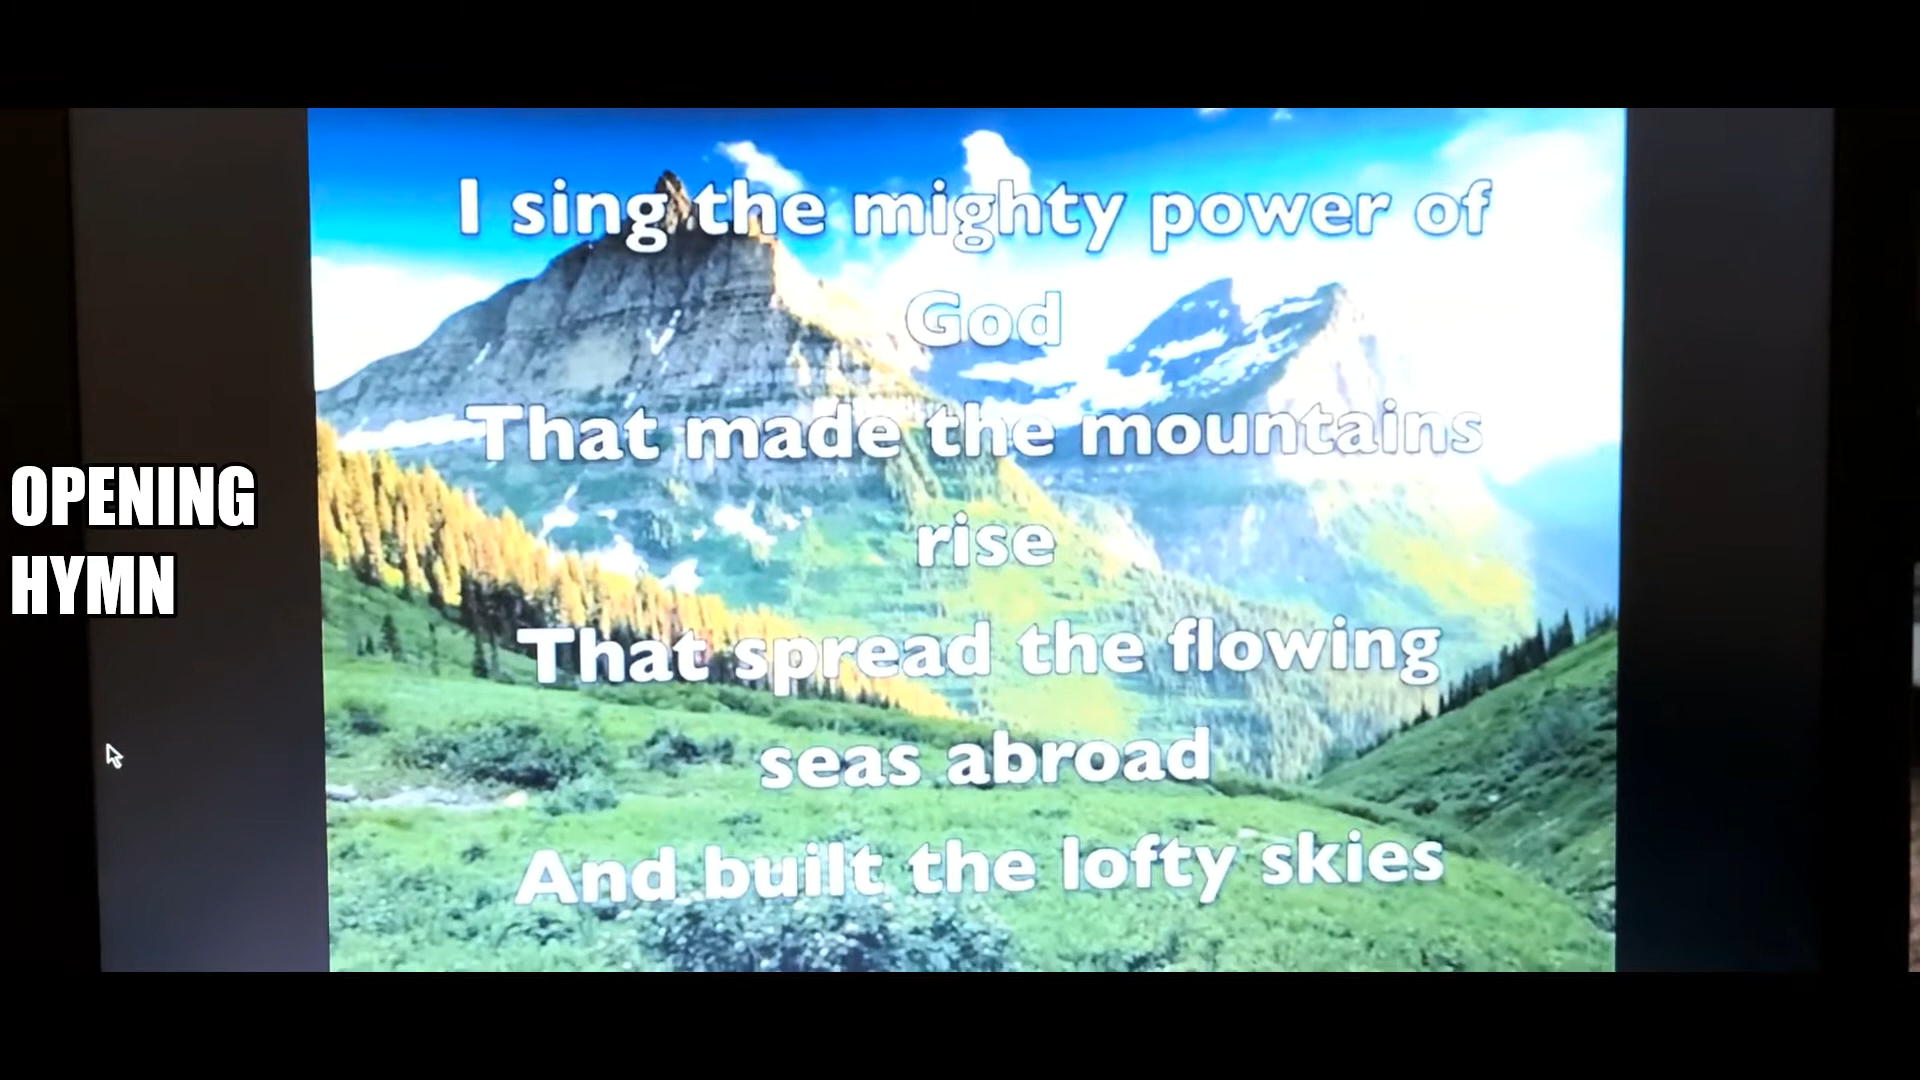 OPENING
HYMN
I sing the mighty power of
God
That made the mountains
rise
That spread the flowing
seas abroad
And built the lofty skies